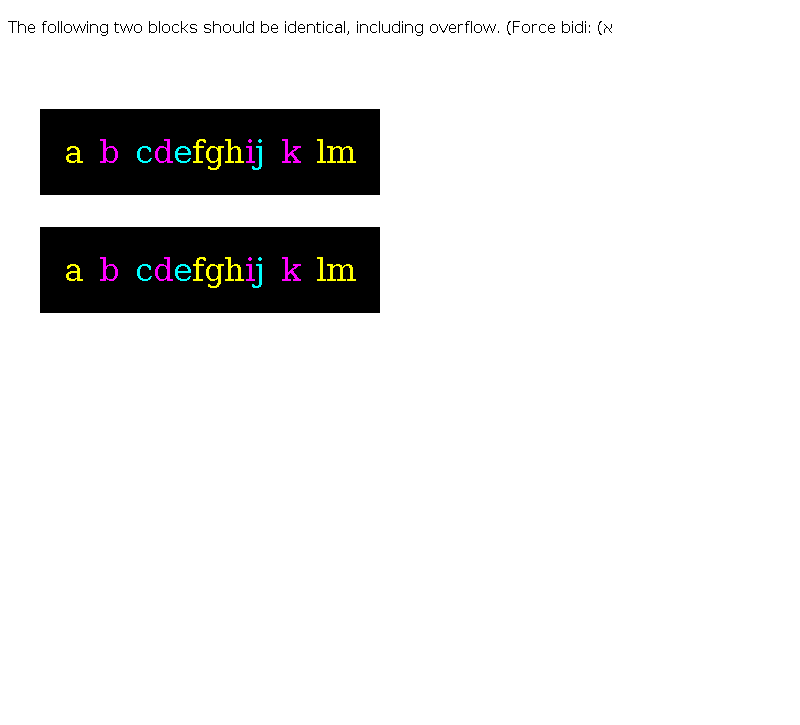 The following two blocks should be identical, including overflow. (Force bidi: (א
a b cdefghij k lm
a b cdefghij k lm